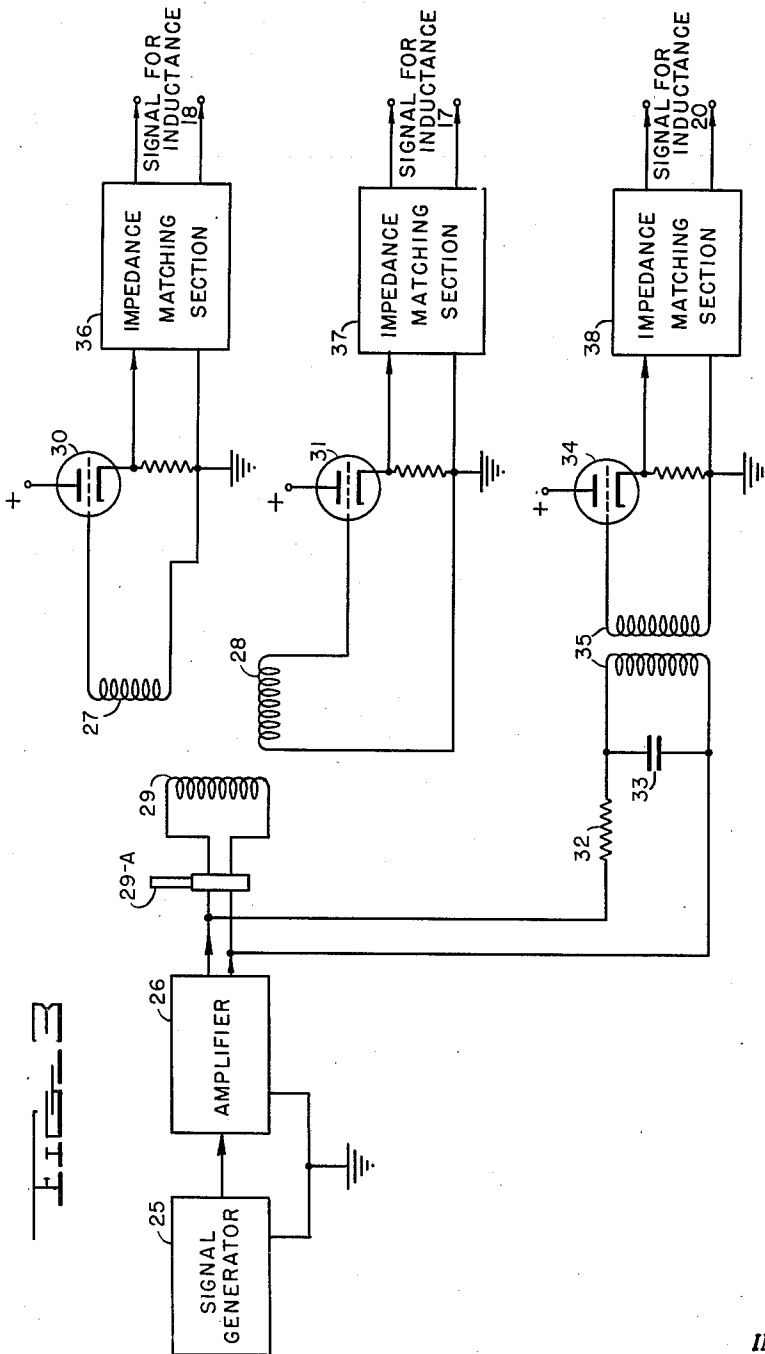 FIG. 3
25
SIGNAL
GENERATOR
26
AMPLIFIER
29-A
29
27
28
30
+
31
+
32
33
35
34
+
36
IMPEDANCE
MATCHING
SECTION
SIGNAL FOR
INDUCTANCE
18
37
IMPEDANCE
MATCHING
SECTION
SIGNAL FOR
INDUCTANCE
17
38
IMPEDANCE
MATCHING
SECTION
SIGNAL FOR
INDUCTANCE
20